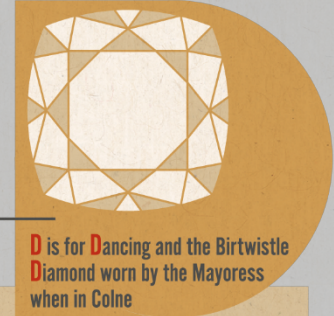 D is for Dancing and the Birtwistle
Diamond worn by the Mayoress
when in Colne